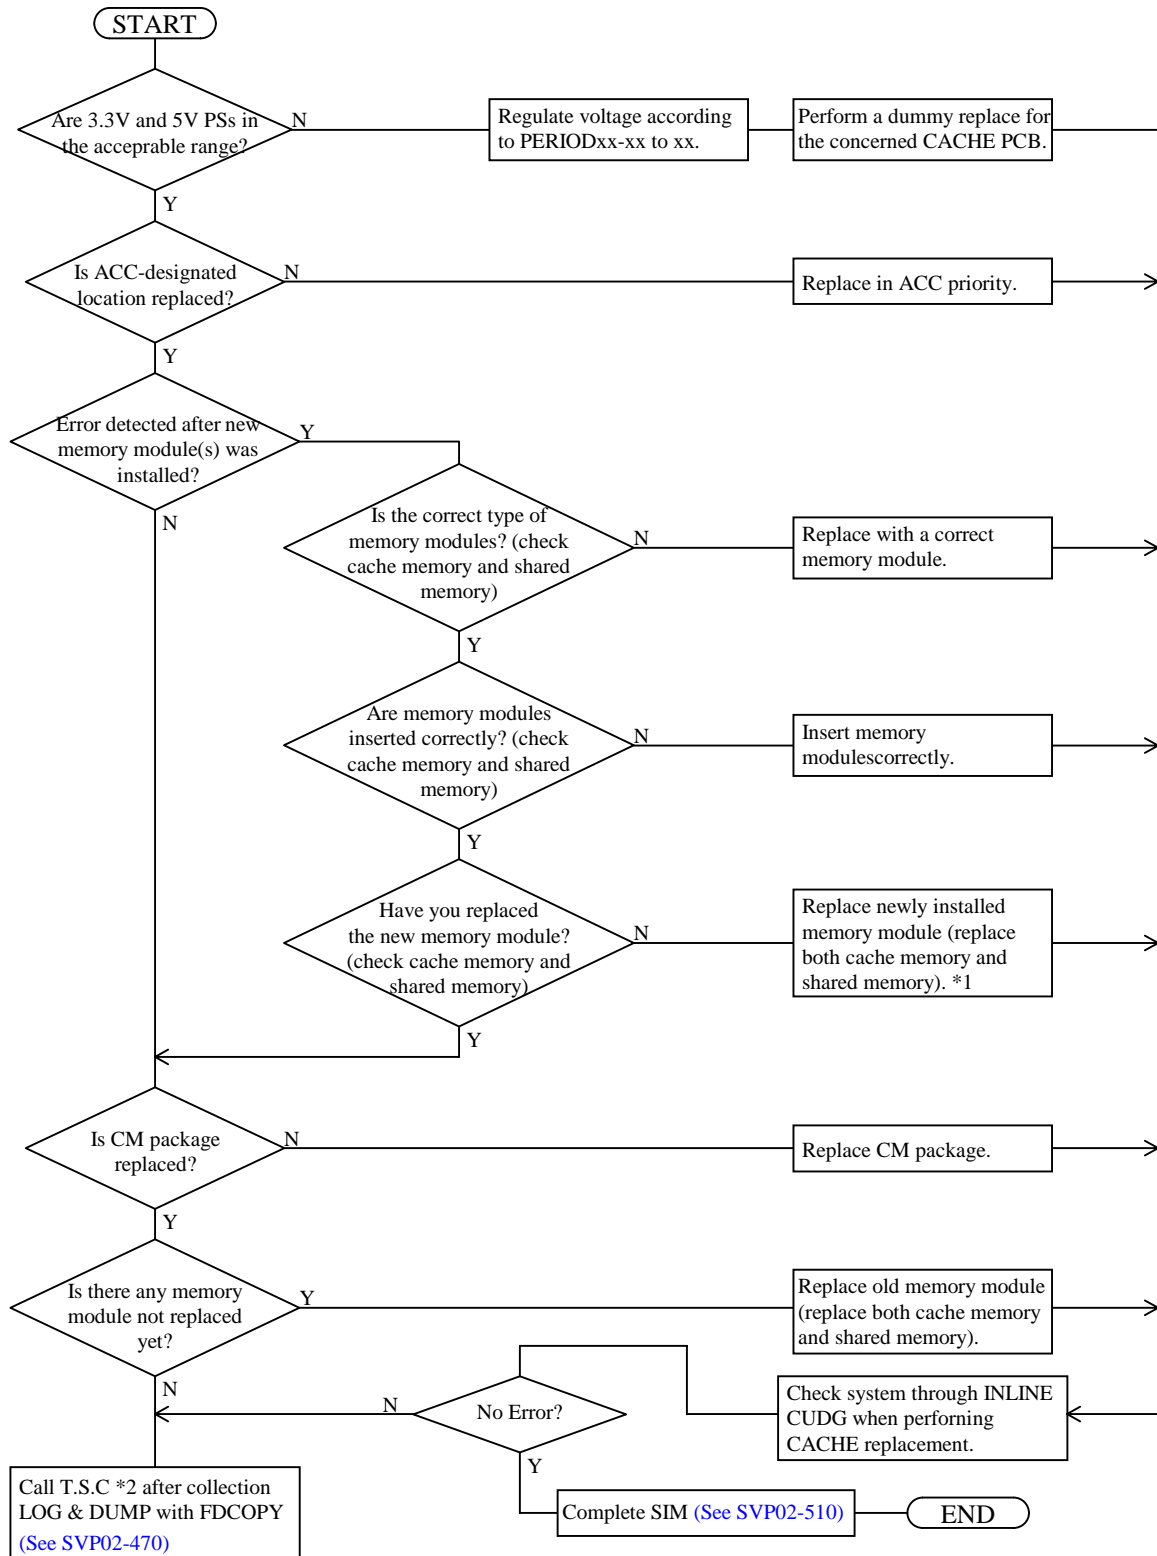 START
Are 3.3V and 5V PSs in
the acceprable range?
N
Regulate voltage according
to PERIODxx-xx to xx.
Perform a dummy replace for
the concerned CACHE PCB.
Y
Is ACC-designated
location replaced?
N
Replace in ACC priority.
Y
Error detected after new
memory module(s) was
installed?
Y
N
Is the correct type of
memory modules? (check
cache memory and shared
memory)
N
Replace with a correct
memory module.
Y
Are memory modules
inserted correctly? (check
cache memory and shared
memory)
N
Insert memory
modulescorrectly.
Y
Have you replaced
the new memory module?
(check cache memory and
shared memory)
N
Replace newly installed
memory module (replace
both cache memory and
shared memory). *1
Y
Is CM package
replaced?
N
Replace CM package.
Y
Is there any memory
module not replaced
yet?
Y
Replace old memory module
(replace both cache memory
and shared memory).
N
N
No Error?
Check system through INLINE
CUDG when perforning
CACHE replacement.
Y
Call T.S.C *2 after collection
LOG & DUMP with FDCOPY
(See SVP02-470)
Complete SIM (See SVP02-510)
END